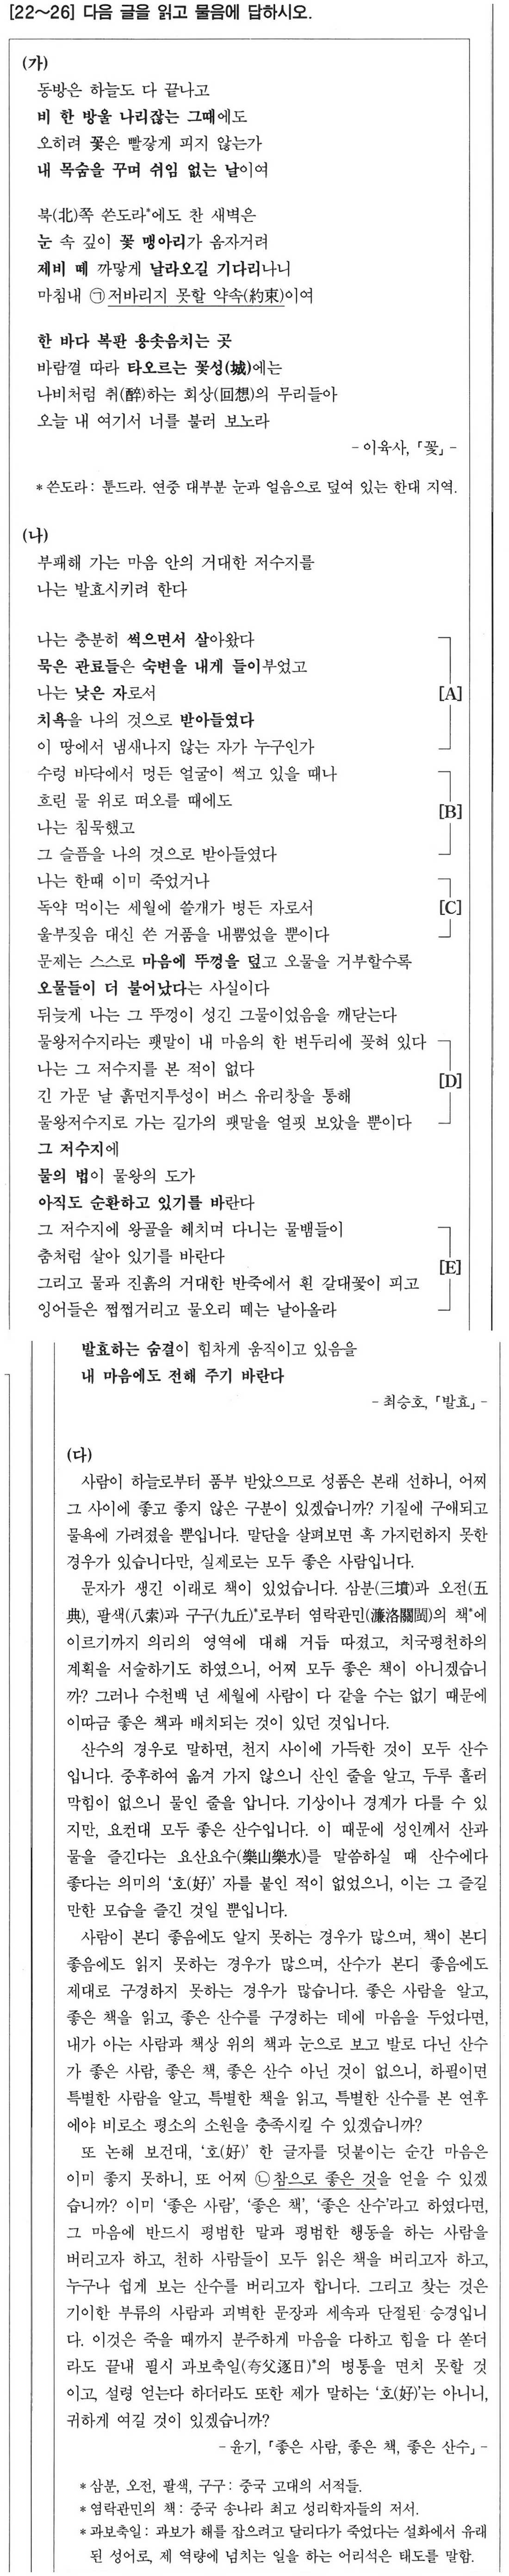 [22~26] 다음 글을 읽고 물음에 답하시오.
(가)
동방은 하늘도 다 끝나고
비 한 방울 나리잖는 그때에도
오히려 꽃은 빨갛게 피지 않는가
내 목숨을 꾸며 쉬임 없는 날이여
북(北)쪽 쓴도라*에도 찬 새벽은
눈 속 깊이 꽃 맹아리가 옴자거려
제비 떼 까맣게 날라오길 기다리나니
마침내 ㉠저바리지 못할 약속(約束)이여
한 바다 복판 용솟음치는 곳
바람결 따라 타오르는 꽃성(城)에는
나비처럼 취(醉)하는 회상(回想)의 무리들아
오늘 내 여기서 너를 불러 보노라
- 이육사, 「꽃」 -
* 쓴도라 : 툰드라. 연중 대부분 눈과 얼음으로 덮여 있는 한대 지역.
(나)
부패해 가는 마음 안의 거대한 저수지를
나는 발효시키려 한다
나는 충분히 썩으면서 살아왔다
묵은 관료들은 숙변을 내게 들이부었고
나는 낮은 자로서
[A]
치욕을 나의 것으로 받아들였다
이 땅에서 냄새나지 않는 자가 누구인가
수렁 바닥에서 멍든 얼굴이 썩고 있을 때나
흐린 물 위로 떠오를 때에도
[B]
나는 침묵했고
그 슬픔을 나의 것으로 받아들였다
나는 한때 이미 죽었거나
독약 먹이는 세월에 쓸개가 병든 자로서
[C]
울부짖음 대신 쓴 거품을 내뿜었을 뿐이다
문제는 스스로 마음에 뚜껑을 덮고 오물을 거부할수록
오물들이 더 불어났다는 사실이다
뒤늦게 나는 그 뚜껑이 성긴 그물이었음을 깨닫는다
물왕저수지라는 팻말이 내 마음의 한 변두리에 꽂혀 있다
나는 그 저수지를 본 적이 없다
[D]
긴 가문 날 흙먼지투성이 버스 유리창을 통해
물왕저수지로 가는 길가의 팻말을 얼핏 보았을 뿐이다
그 저수지에
물의 법이 물왕의 도가
아직도 순환하고 있기를 바란다
그 저수지에 왕골을 헤치며 다니는 물뱀들이
춤처럼 살아 있기를 바란다
[E]
그리고 물과 진흙의 거대한 반죽에서 흰 갈대꽃이 피고
잉어들은 쩝쩝거리고 물오리 떼는 날아올라
발효하는 숨결이 힘차게 움직이고 있음을
내 마음에도 전해 주기 바란다
- 최승호, 「발효」 -
(다)
사람이 하늘로부터 품부 받았으므로 성품은 본래 선하니, 어찌
그 사이에 좋고 좋지 않은 구분이 있겠습니까? 기질에 구애되고
물욕에 가려졌을 뿐입니다. 말단을 살펴보면 혹 가지런하지 못한
경우가 있습니다만, 실제로는 모두 좋은 사람입니다.
문자가 생긴 이래로 책이 있었습니다. 삼분(三墳)과 오전(五
典), 팔색(八索)과 구구(九丘)*로부터 염락관민(濂洛關閩)의 책*에
이르기까지 의리의 영역에 대해 거듭 따졌고, 치국평천하의
계획을 서술하기도 하였으니, 어찌 모두 좋은 책이 아니겠습니
까? 그러나 수천백 년 세월에 사람이 다 같을 수는 없기 때문에
이따금 좋은 책과 배치되는 것이 있던 것입니다.
산수의 경우로 말하면, 천지 사이에 가득한 것이 모두 산수
입니다. 중후하여 옮겨 가지 않으니 산인 줄을 알고, 두루 흘러
막힘이 없으니 물인 줄을 압니다. 기상이나 경계가 다를 수 있
지만, 요컨대 모두 좋은 산수입니다. 이 때문에 성인께서 산과
물을 즐긴다는 요산요수(樂山樂水)를 말씀하실 때 산수에다
좋다는 의미의 ‘호(好)’ 자를 붙인 적이 없었으니, 이는 그 즐길
만한 모습을 즐긴 것일 뿐입니다.
사람이 본디 좋음에도 알지 못하는 경우가 많으며, 책이 본디
좋음에도 읽지 못하는 경우가 많으며, 산수가 본디 좋음에도
제대로 구경하지 못하는 경우가 많습니다. 좋은 사람을 알고,
좋은 책을 읽고, 좋은 산수를 구경하는 데에 마음을 두었다면,
내가 아는 사람과 책상 위의 책과 눈으로 보고 발로 다닌 산수
가 좋은 사람, 좋은 책, 좋은 산수 아닌 것이 없으니, 하필이면
특별한 사람을 알고, 특별한 책을 읽고, 특별한 산수를 본 연후
에야 비로소 평소의 소원을 충족시킬 수 있겠습니까?
또 논해 보건대, ‘호(好)’ 한 글자를 덧붙이는 순간 마음은
이미 좋지 못하니, 또 어찌 ㉡참으로 좋은 것을 얻을 수 있겠
습니까? 이미 ‘좋은 사람’, ‘좋은 책’, ‘좋은 산수’라고 하였다면,
그 마음에 반드시 평범한 말과 평범한 행동을 하는 사람을
버리고자 하고, 천하 사람들이 모두 읽은 책을 버리고자 하고,
누구나 쉽게 보는 산수를 버리고자 합니다. 그리고 찾는 것은
기이한 부류의 사람과 괴벽한 문장과 세속과 단절된 승경입니
다. 이것은 죽을 때까지 분주하게 마음을 다하고 힘을 다 쏟더
라도 끝내 필시 과보축일(夸父逐日)*의 병통을 면치 못할 것
이고, 설령 얻는다 하더라도 또한 제가 말하는 ‘호(好)’는 아니니,
귀하게 여길 것이 있겠습니까?
- 윤기, 「좋은 사람, 좋은 책, 좋은 산수」 -
* 삼분, 오전, 팔색, 구구 : 중국 고대의 서적들.
* 염락관민의 책 : 중국 송나라 최고 성리학자들의 저서.
* 과보축일 : 과보가 해를 잡으려고 달리다가 죽었다는 설화에서 유래
된 성어로, 제 역량에 넘치는 일을 하는 어리석은 태도를 말함.